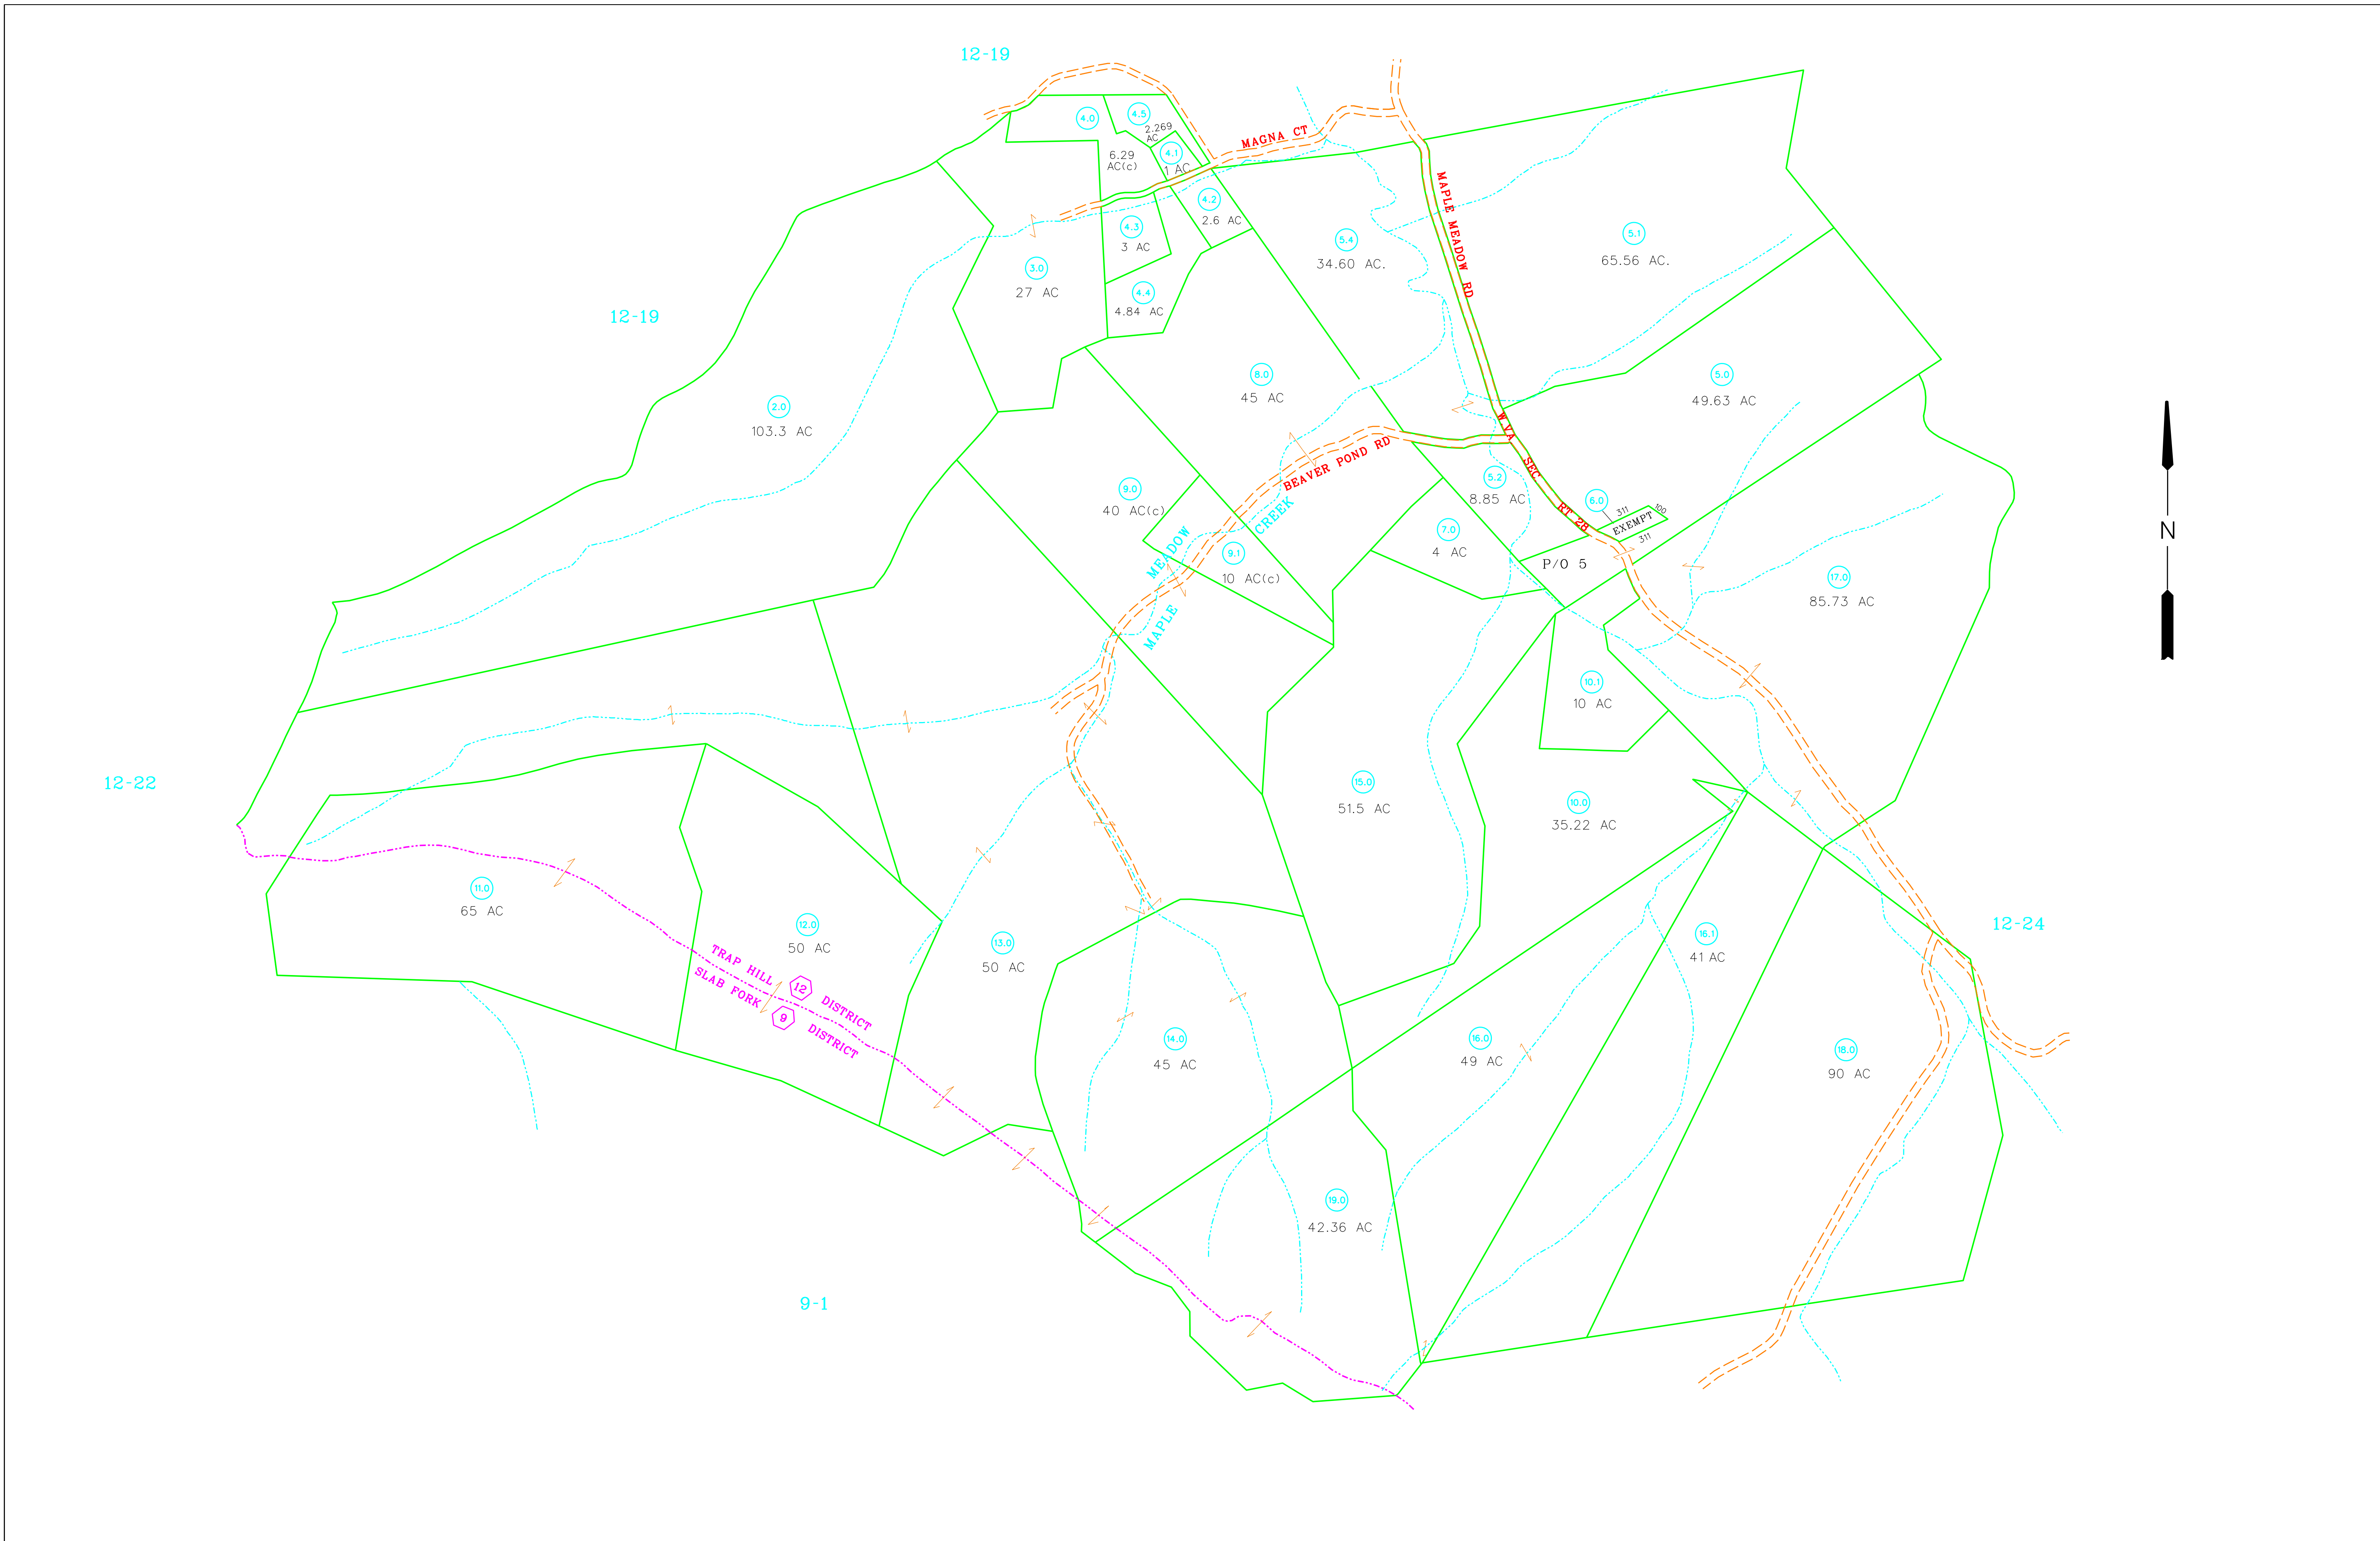 12-19
4.0
4.5
2.269
AC
MAGNA CT
6.29
AC(c)
4.1
1 AC
4.2
2.6 AC
4.3
3 AC
MAPLE MEADOW RD
5.4
34.60 AC.
5.1
65.56 AC.
3.0
27 AC
4.4
4.84 AC
12-19
8.0
45 AC
5.0
49.63 AC
2.0
103.3 AC
W.VA
SEC
RT 28
BEAVER POND RD
9.0
40 AC(c)
5.2
8.85 AC
6.0
311
100
EXEMPT
311
MEADOW
CREEK
MAPLE
7.0
4 AC
9.1
10 AC(c)
P/O 5
17.0
85.73 AC
N
10.1
10 AC
12-22
15.0
51.5 AC
10.0
35.22 AC
11.0
65 AC
12.0
50 AC
13.0
50 AC
16.1
41 AC
12-24
TRAP HILL 12 DISTRICT
SLAB FORK 9 DISTRICT
14.0
45 AC
16.0
49 AC
18.0
90 AC
19.0
42.36 AC
9-1